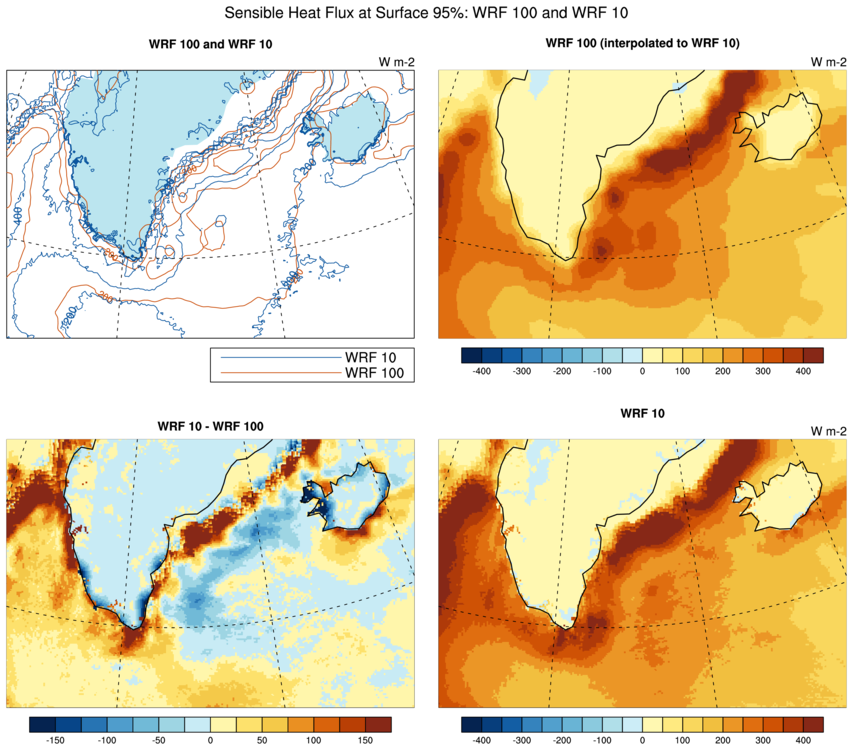 Sensible Heat Flux at Surface 95%: WRF 100 and WRF 10
WRF 100 and WRF 10
W m-2
400
200
WRF 10
WRF 100
WRF 100 (interpolated to WRF 10)
W m-2
-400 -300 -200 -100 0 100 200 300 400
WRF 10 - WRF 100
-150 -100 -50 0 50 100 150
WRF 10
W m-2
-400 -300 -200 -100 0 100 200 300 400